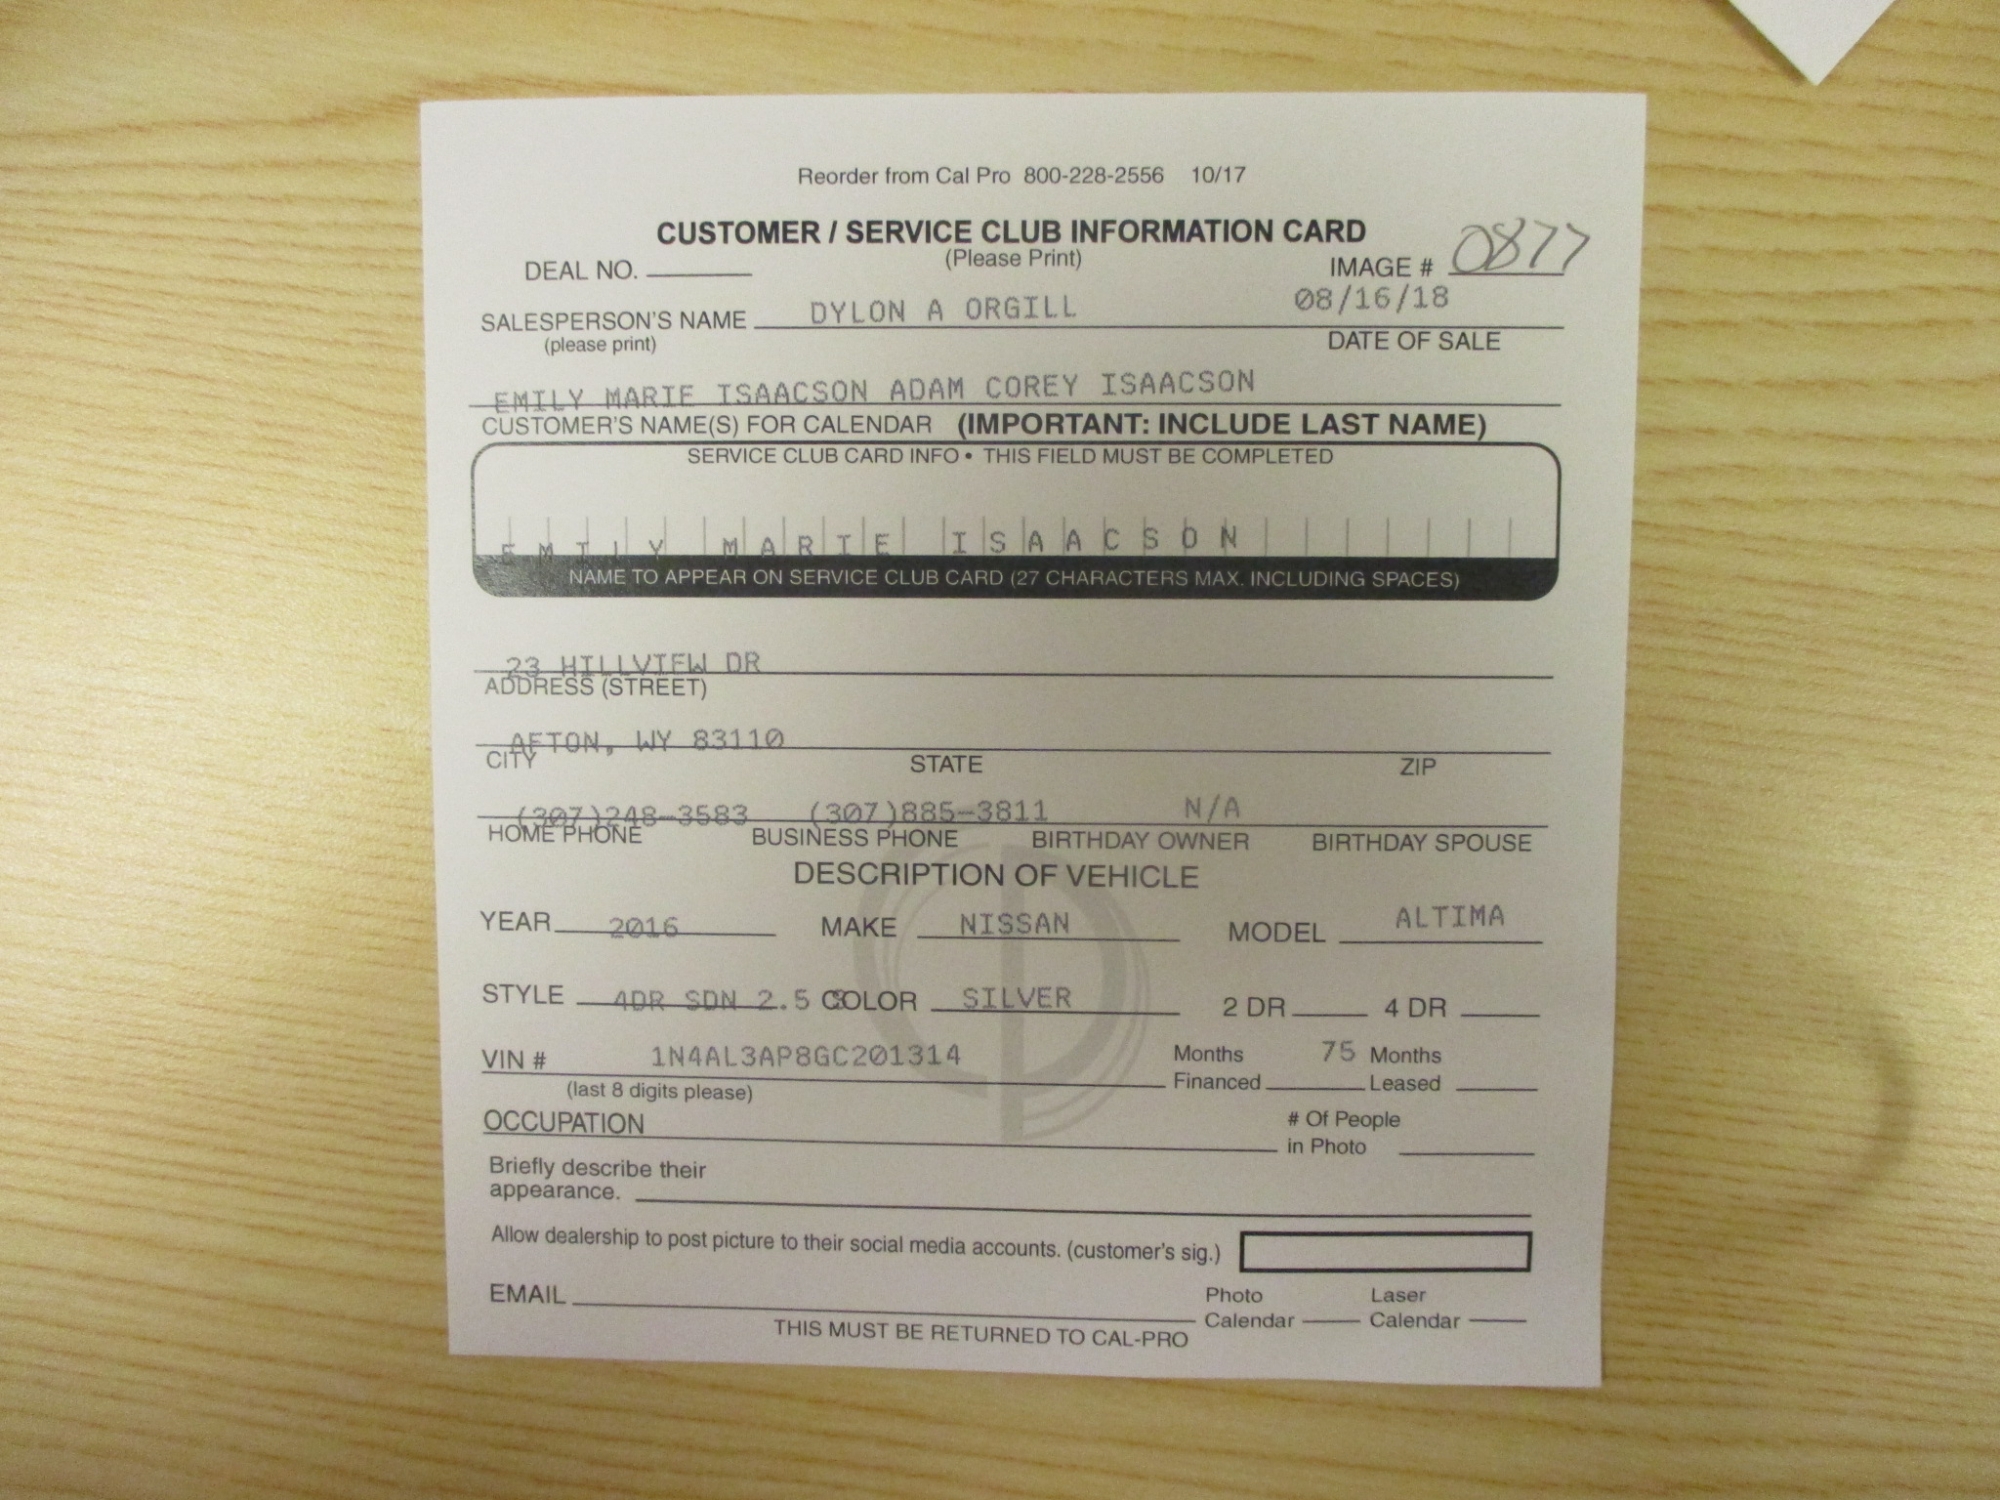 Reorder from Cal Pro 800-228-2556 10/17
CUSTOMER / SERVICE CLUB INFORMATION CARD
(Please Print)
DEAL NO. IMAGE # 0877
SALESPERSON'S NAME DYLON A ORGILL 08/16/18
(please print) DATE OF SALE
EMILY MARIE ISAACSON ADAM COREY ISAACSON
CUSTOMER'S NAME(S) FOR CALENDAR (IMPORTANT: INCLUDE LAST NAME)
SERVICE CLUB CARD INFO • THIS FIELD MUST BE COMPLETED
EMILY MARIE ISAACSON
NAME TO APPEAR ON SERVICE CLUB CARD (27 CHARACTERS MAX. INCLUDING SPACES)
23 HILLVIEW DR
ADDRESS (STREET)
AFTON, WY 83110
CITY STATE ZIP
(307)248-3583 (307)885-3811 N/A
HOME PHONE BUSINESS PHONE BIRTHDAY OWNER BIRTHDAY SPOUSE
DESCRIPTION OF VEHICLE
YEAR 2016 MAKE NISSAN MODEL ALTIMA
STYLE 4DR SDN 2.5 S COLOR SILVER 2 DR 4 DR
VIN # 1N4AL3AP8GC201314 Months Financed 75 Months Leased
(last 8 digits please)
OCCUPATION # Of People in Photo
Briefly describe their
appearance.
Allow dealership to post picture to their social media accounts. (customer's sig.)
EMAIL Photo Calendar Laser Calendar
THIS MUST BE RETURNED TO CAL-PRO